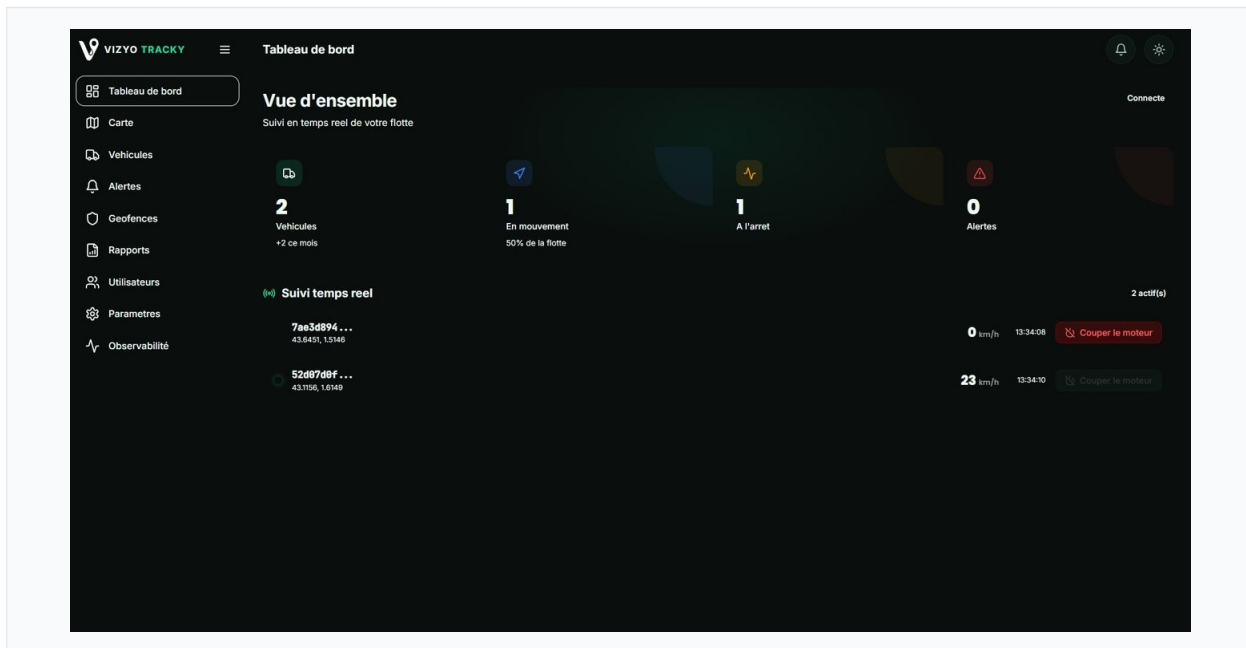 VIZYO TRACKY
Tableau de bord
Tableau de bord
Carte
Vehicules
Alertes
Geofences
Rapports
Utilisateurs
Parametres
Observabilité
Vue d'ensemble
Connecte
Suivi en temps reel de votre flotte
2
Vehicules
+2 ce mois
1
En mouvement
50% de la flotte
1
A l'arret
0
Alertes
Suivi temps reel
2 actif(s)
7ae3d894...
43.6451, 1.5146
0 km/h 13:34:08 Couper le moteur
52d07d0f...
43.1156, 1.6149
23 km/h 13:34:10 Couper le moteur